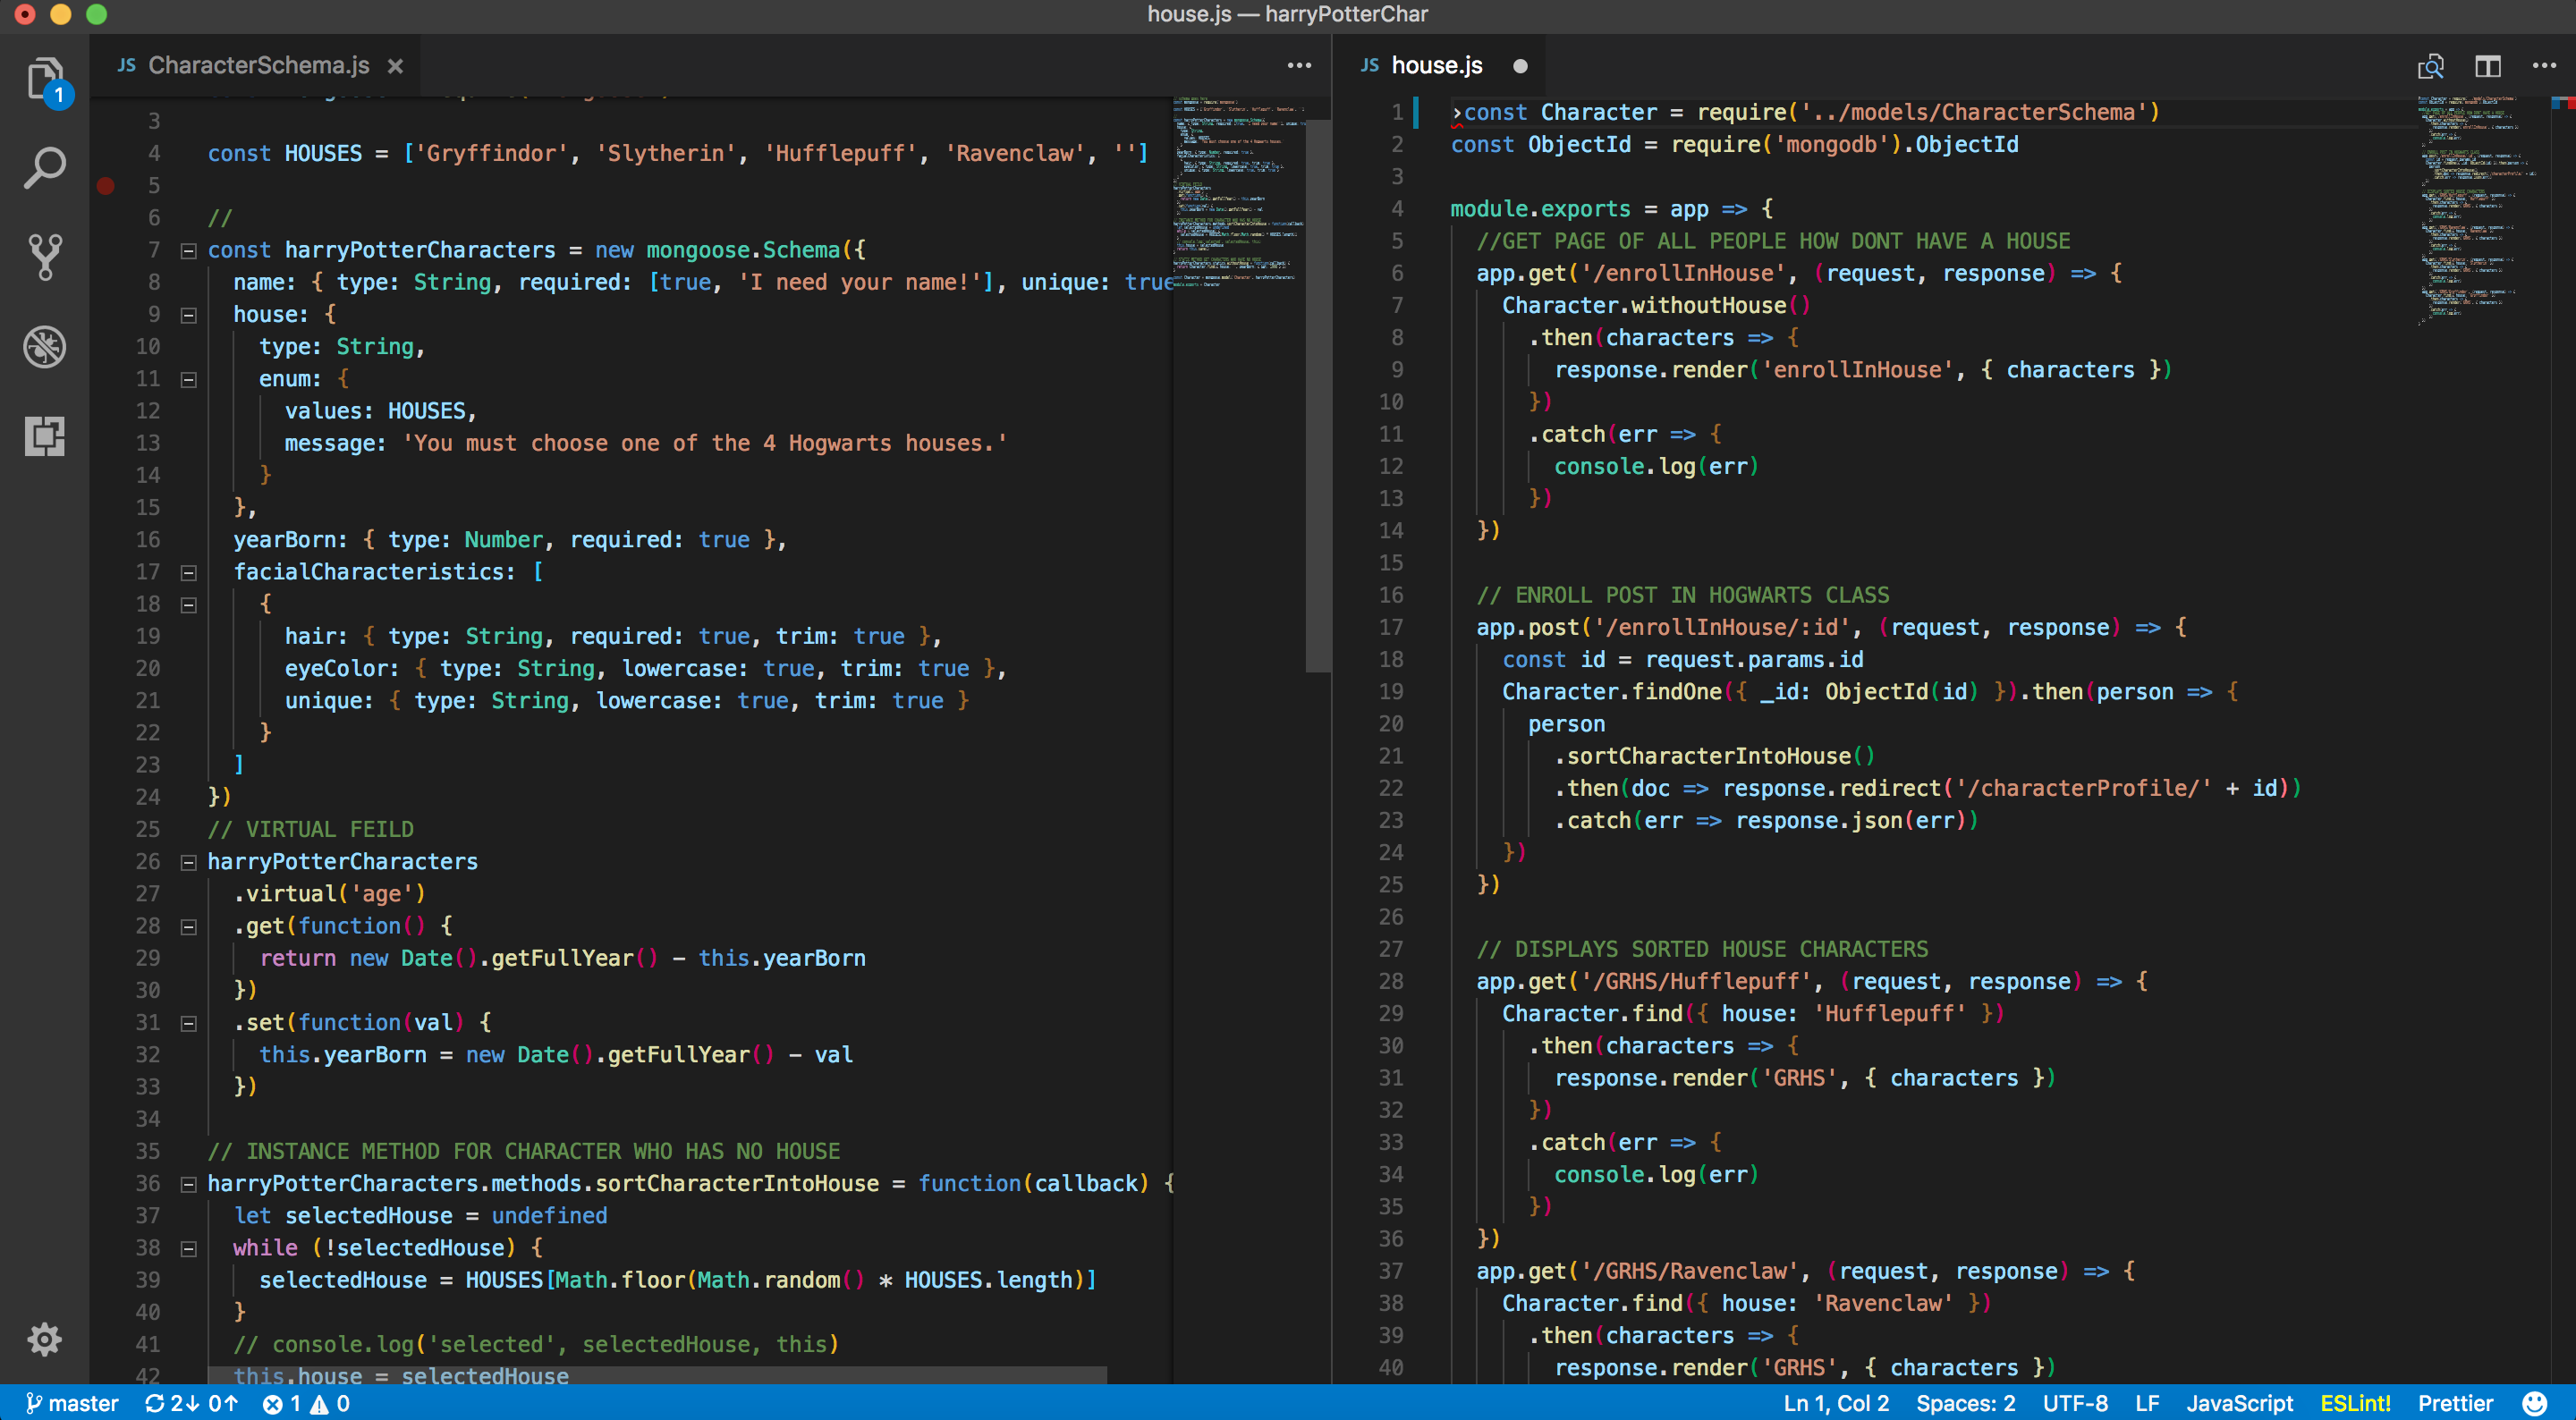 house.js — harryPotterChar
JS CharacterSchema.js ×
3
4 const HOUSES = ['Gryffindor', 'Slytherin', 'Hufflepuff', 'Ravenclaw', '']
5
6 //
7 const harryPotterCharacters = new mongoose.Schema({
8 name: { type: String, required: [true, 'I need your name!'], unique: true
9 house: {
10 type: String,
11 enum: {
12 values: HOUSES,
13 message: 'You must choose one of the 4 Hogwarts houses.'
14 }
15 },
16 yearBorn: { type: Number, required: true },
17 facialCharacteristics: [
18 {
19 hair: { type: String, required: true, trim: true },
20 eyeColor: { type: String, lowercase: true, trim: true },
21 unique: { type: String, lowercase: true, trim: true }
22 }
23 ]
24 })
25 // VIRTUAL FEILD
26 harryPotterCharacters
27 .virtual('age')
28 .get(function() {
29 return new Date().getFullYear() - this.yearBorn
30 })
31 .set(function(val) {
32 this.yearBorn = new Date().getFullYear() - val
33 })
34
35 // INSTANCE METHOD FOR CHARACTER WHO HAS NO HOUSE
36 harryPotterCharacters.methods.sortCharacterIntoHouse = function(callback) {
37 let selectedHouse = undefined
38 while (!selectedHouse) {
39 selectedHouse = HOUSES[Math.floor(Math.random() * HOUSES.length)]
40 }
41 // console.log('selected', selectedHouse, this)
42 this.house = selectedHouse
JS house.js
1 ›const Character = require('../models/CharacterSchema')
2 const ObjectId = require('mongodb').ObjectId
3
4 module.exports = app => {
5 //GET PAGE OF ALL PEOPLE HOW DONT HAVE A HOUSE
6 app.get('/enrollInHouse', (request, response) => {
7 Character.withoutHouse()
8 .then(characters => {
9 response.render('enrollInHouse', { characters })
10 })
11 .catch(err => {
12 console.log(err)
13 })
14 })
15
16 // ENROLL POST IN HOGWARTS CLASS
17 app.post('/enrollInHouse/:id', (request, response) => {
18 const id = request.params.id
19 Character.findOne({ _id: ObjectId(id) }).then(person => {
20 person
21 .sortCharacterIntoHouse()
22 .then(doc => response.redirect('/characterProfile/' + id))
23 .catch(err => response.json(err))
24 })
25 })
26
27 // DISPLAYS SORTED HOUSE CHARACTERS
28 app.get('/GRHS/Hufflepuff', (request, response) => {
29 Character.find({ house: 'Hufflepuff' })
30 .then(characters => {
31 response.render('GRHS', { characters })
32 })
33 .catch(err => {
34 console.log(err)
35 })
36 })
37 app.get('/GRHS/Ravenclaw', (request, response) => {
38 Character.find({ house: 'Ravenclaw' })
39 .then(characters => {
40 response.render('GRHS', { characters })
1
master 2↓ 0↑ 1 0
Ln 1, Col 2 Spaces: 2 UTF-8 LF JavaScript ESLint! Prettier